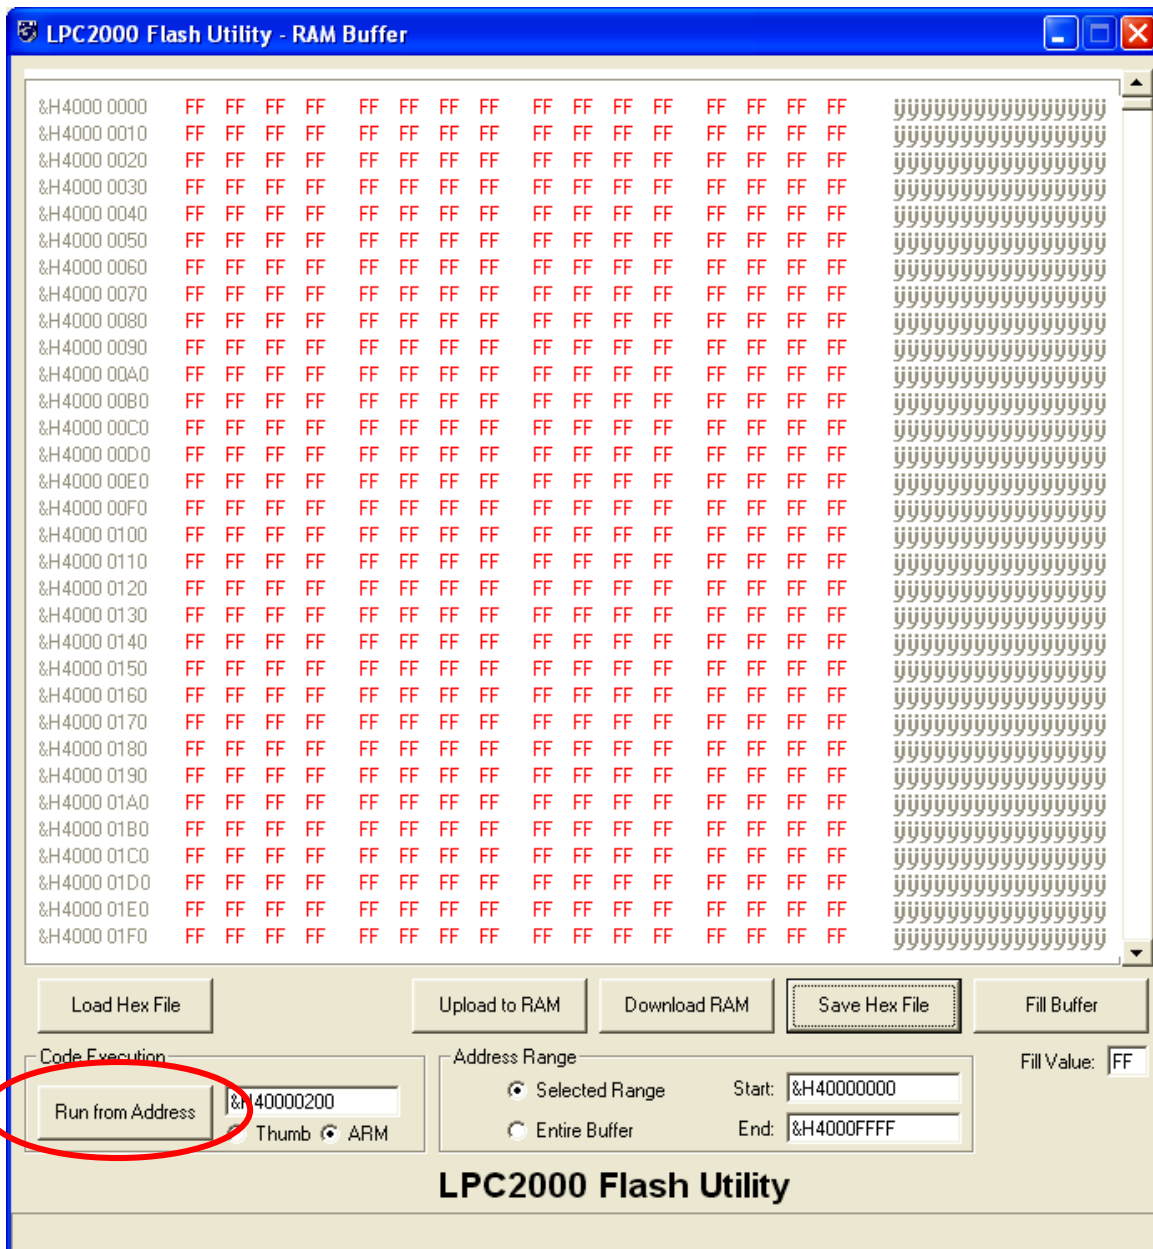 LPC2000 Flash Utility - RAM Buffer
&H4000 0000 FF FF FF FF FF FF FF FF FF FF FF FF FF FF FF FF ÿÿÿÿÿÿÿÿÿÿÿÿÿÿÿÿ
&H4000 0010 FF FF FF FF FF FF FF FF FF FF FF FF FF FF FF FF ÿÿÿÿÿÿÿÿÿÿÿÿÿÿÿÿ
&H4000 0020 FF FF FF FF FF FF FF FF FF FF FF FF FF FF FF FF ÿÿÿÿÿÿÿÿÿÿÿÿÿÿÿÿ
&H4000 0030 FF FF FF FF FF FF FF FF FF FF FF FF FF FF FF FF ÿÿÿÿÿÿÿÿÿÿÿÿÿÿÿÿ
&H4000 0040 FF FF FF FF FF FF FF FF FF FF FF FF FF FF FF FF ÿÿÿÿÿÿÿÿÿÿÿÿÿÿÿÿ
&H4000 0050 FF FF FF FF FF FF FF FF FF FF FF FF FF FF FF FF ÿÿÿÿÿÿÿÿÿÿÿÿÿÿÿÿ
&H4000 0060 FF FF FF FF FF FF FF FF FF FF FF FF FF FF FF FF ÿÿÿÿÿÿÿÿÿÿÿÿÿÿÿÿ
&H4000 0070 FF FF FF FF FF FF FF FF FF FF FF FF FF FF FF FF ÿÿÿÿÿÿÿÿÿÿÿÿÿÿÿÿ
&H4000 0080 FF FF FF FF FF FF FF FF FF FF FF FF FF FF FF FF ÿÿÿÿÿÿÿÿÿÿÿÿÿÿÿÿ
&H4000 0090 FF FF FF FF FF FF FF FF FF FF FF FF FF FF FF FF ÿÿÿÿÿÿÿÿÿÿÿÿÿÿÿÿ
&H4000 00A0 FF FF FF FF FF FF FF FF FF FF FF FF FF FF FF FF ÿÿÿÿÿÿÿÿÿÿÿÿÿÿÿÿ
&H4000 00B0 FF FF FF FF FF FF FF FF FF FF FF FF FF FF FF FF ÿÿÿÿÿÿÿÿÿÿÿÿÿÿÿÿ
&H4000 00C0 FF FF FF FF FF FF FF FF FF FF FF FF FF FF FF FF ÿÿÿÿÿÿÿÿÿÿÿÿÿÿÿÿ
&H4000 00D0 FF FF FF FF FF FF FF FF FF FF FF FF FF FF FF FF ÿÿÿÿÿÿÿÿÿÿÿÿÿÿÿÿ
&H4000 00E0 FF FF FF FF FF FF FF FF FF FF FF FF FF FF FF FF ÿÿÿÿÿÿÿÿÿÿÿÿÿÿÿÿ
&H4000 00F0 FF FF FF FF FF FF FF FF FF FF FF FF FF FF FF FF ÿÿÿÿÿÿÿÿÿÿÿÿÿÿÿÿ
&H4000 0100 FF FF FF FF FF FF FF FF FF FF FF FF FF FF FF FF ÿÿÿÿÿÿÿÿÿÿÿÿÿÿÿÿ
&H4000 0110 FF FF FF FF FF FF FF FF FF FF FF FF FF FF FF FF ÿÿÿÿÿÿÿÿÿÿÿÿÿÿÿÿ
&H4000 0120 FF FF FF FF FF FF FF FF FF FF FF FF FF FF FF FF ÿÿÿÿÿÿÿÿÿÿÿÿÿÿÿÿ
&H4000 0130 FF FF FF FF FF FF FF FF FF FF FF FF FF FF FF FF ÿÿÿÿÿÿÿÿÿÿÿÿÿÿÿÿ
&H4000 0140 FF FF FF FF FF FF FF FF FF FF FF FF FF FF FF FF ÿÿÿÿÿÿÿÿÿÿÿÿÿÿÿÿ
&H4000 0150 FF FF FF FF FF FF FF FF FF FF FF FF FF FF FF FF ÿÿÿÿÿÿÿÿÿÿÿÿÿÿÿÿ
&H4000 0160 FF FF FF FF FF FF FF FF FF FF FF FF FF FF FF FF ÿÿÿÿÿÿÿÿÿÿÿÿÿÿÿÿ
&H4000 0170 FF FF FF FF FF FF FF FF FF FF FF FF FF FF FF FF ÿÿÿÿÿÿÿÿÿÿÿÿÿÿÿÿ
&H4000 0180 FF FF FF FF FF FF FF FF FF FF FF FF FF FF FF FF ÿÿÿÿÿÿÿÿÿÿÿÿÿÿÿÿ
&H4000 0190 FF FF FF FF FF FF FF FF FF FF FF FF FF FF FF FF ÿÿÿÿÿÿÿÿÿÿÿÿÿÿÿÿ
&H4000 01A0 FF FF FF FF FF FF FF FF FF FF FF FF FF FF FF FF ÿÿÿÿÿÿÿÿÿÿÿÿÿÿÿÿ
&H4000 01B0 FF FF FF FF FF FF FF FF FF FF FF FF FF FF FF FF ÿÿÿÿÿÿÿÿÿÿÿÿÿÿÿÿ
&H4000 01C0 FF FF FF FF FF FF FF FF FF FF FF FF FF FF FF FF ÿÿÿÿÿÿÿÿÿÿÿÿÿÿÿÿ
&H4000 01D0 FF FF FF FF FF FF FF FF FF FF FF FF FF FF FF FF ÿÿÿÿÿÿÿÿÿÿÿÿÿÿÿÿ
&H4000 01E0 FF FF FF FF FF FF FF FF FF FF FF FF FF FF FF FF ÿÿÿÿÿÿÿÿÿÿÿÿÿÿÿÿ
&H4000 01F0 FF FF FF FF FF FF FF FF FF FF FF FF FF FF FF FF ÿÿÿÿÿÿÿÿÿÿÿÿÿÿÿÿ
Load Hex File Upload to RAM Download RAM Save Hex File Fill Buffer
Code Execution Address Range Fill Value: FF
Run from Address &H40000200 Selected Range Start: &H40000000
Thumb ARM Entire Buffer End: &H4000FFFF
LPC2000 Flash Utility